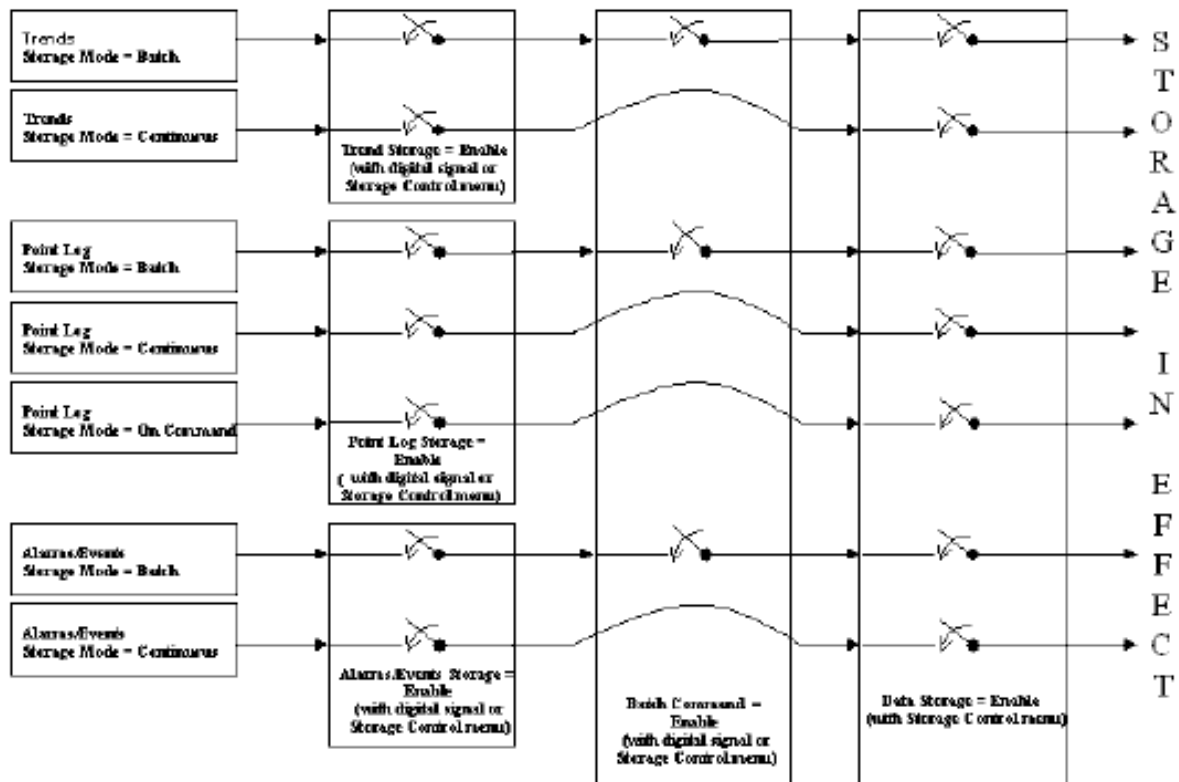 Trends
Storage Mode = Batch
Trends
Storage Mode = Continuous
Trend Storage = Enable
(with digital signal or
Storage Control menu)
Point Log
Storage Mode = Batch
Point Log
Storage Mode = Continuous
Point Log
Storage Mode = On Command
Point Log Storage =
Enable
( with digital signal or
Storage Control menu)
Alarms/Events
Storage Mode = Batch
Alarms/Events
Storage Mode = Continuous
Alarms/Events Storage =
Enable
(with digital signal or
Storage Control menu)
Batch Command =
Enable
(with digital signal or
Storage Control menu)
Data Storage = Enable
(with Storage Control menu)
STORAGE IN EFFECT